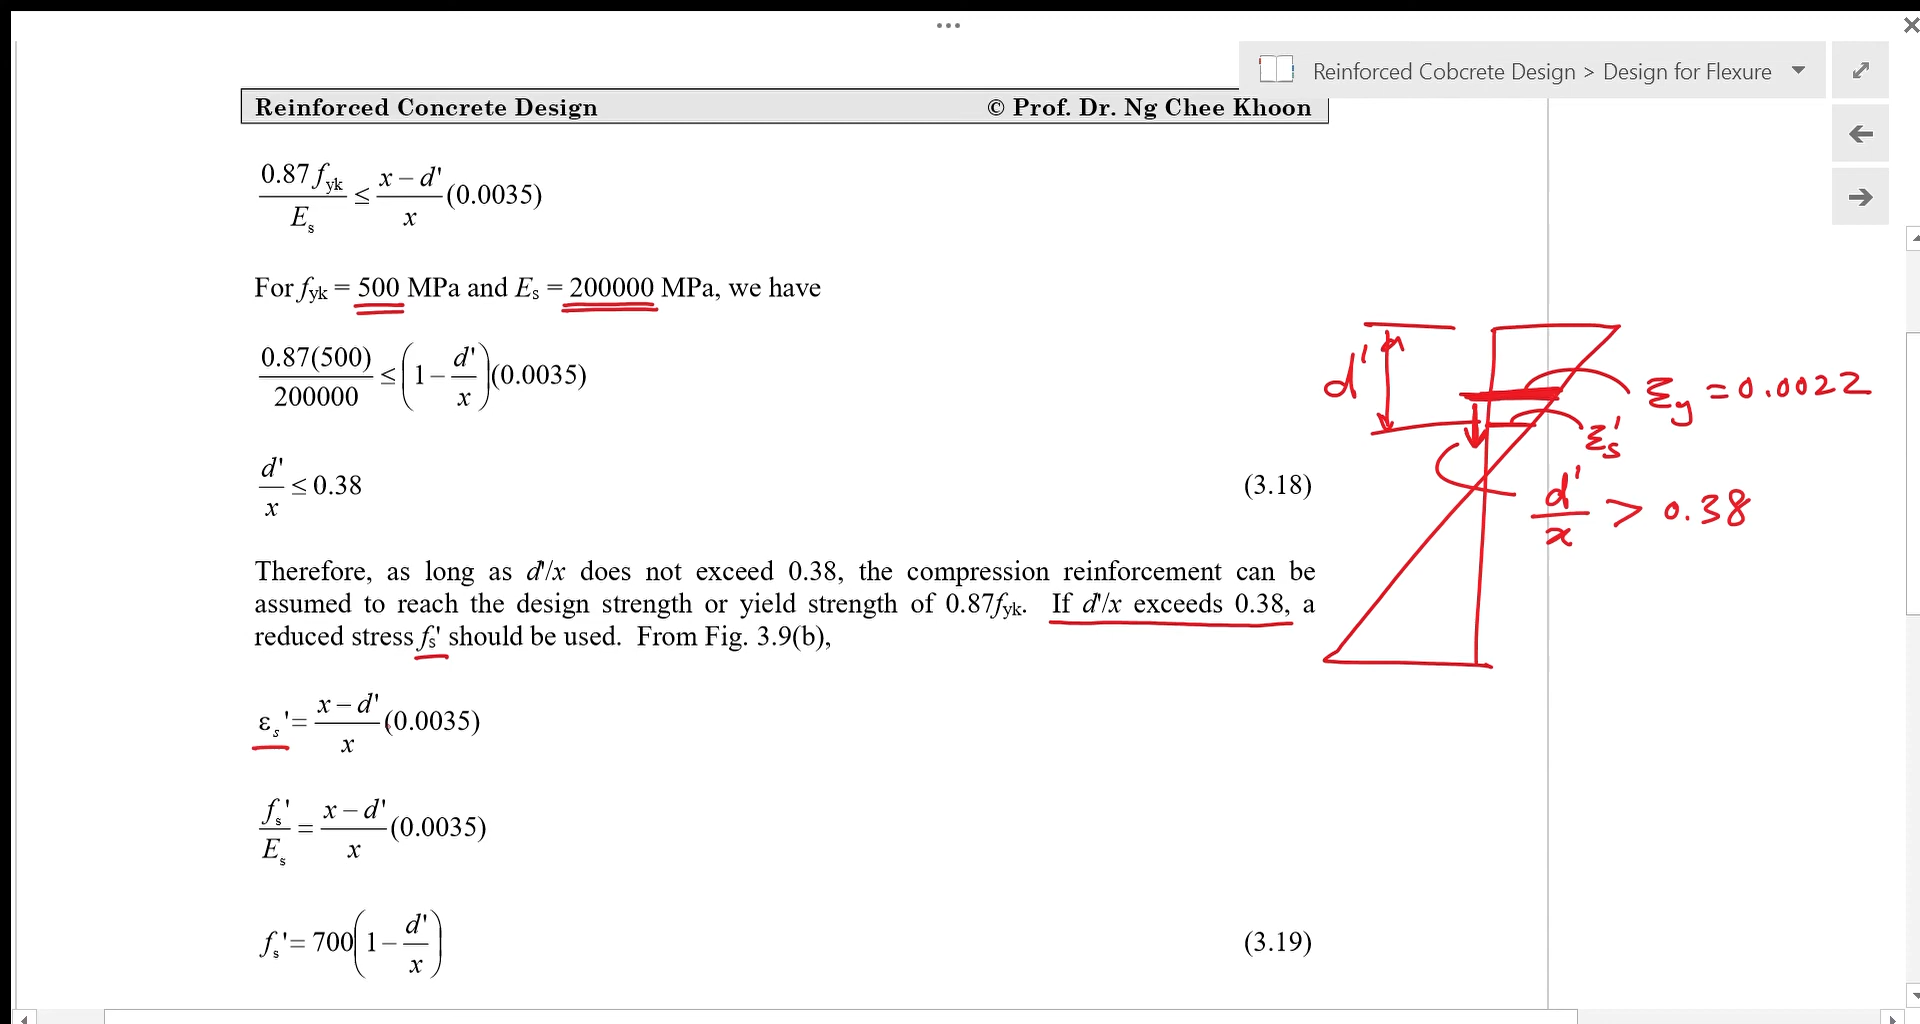 Reinforced Cobcrete Design > Design for Flexure
Reinforced Concrete Design © Prof. Dr. Ng Chee Khoon
0.87 fyk / Es ≤ (x – d') / x (0.0035)
For fyk = 500 MPa and Es = 200000 MPa, we have
0.87(500) / 200000 ≤ (1 – d' / x) (0.0035)
d' / x ≤ 0.38 (3.18)
Therefore, as long as d'/x does not exceed 0.38, the compression reinforcement can be
assumed to reach the design strength or yield strength of 0.87fyk. If d'/x exceeds 0.38, a
reduced stress fs' should be used. From Fig. 3.9(b),
εs' = (x – d') / x (0.0035)
fs' / Es = (x – d') / x (0.0035)
fs' = 700 (1 – d' / x) (3.19)
d'
εy = 0.0022
εs'
d' / x > 0.38